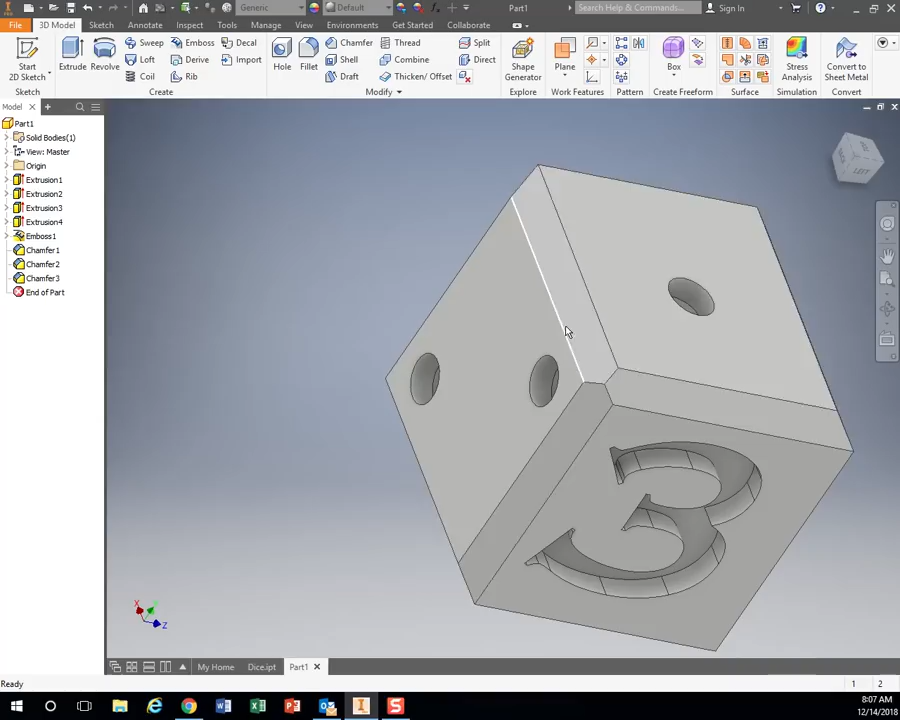 Generic
Default
Part1
Search Help & Commands...
Sign In
File
3D Model
Sketch
Annotate
Inspect
Tools
Manage
View
Environments
Get Started
Collaborate
Start
2D Sketch
Extrude
Revolve
Sweep
Emboss
Decal
Loft
Derive
Import
Coil
Rib
Create
Hole
Fillet
Chamfer
Thread
Split
Shell
Combine
Direct
Draft
Thicken/ Offset
Modify
Shape
Generator
Explore
Plane
Work Features
Pattern
Box
Create Freeform
Surface
Stress
Analysis
Simulation
Convert to
Sheet Metal
Convert
Model
Part1
Solid Bodies(1)
View: Master
Origin
Extrusion1
Extrusion2
Extrusion3
Extrusion4
Emboss1
Chamfer1
Chamfer2
Chamfer3
End of Part
LEFT
3
X
Z
My Home
Dice.ipt
Part1
Ready
1 2
8:07 AM
12/14/2018